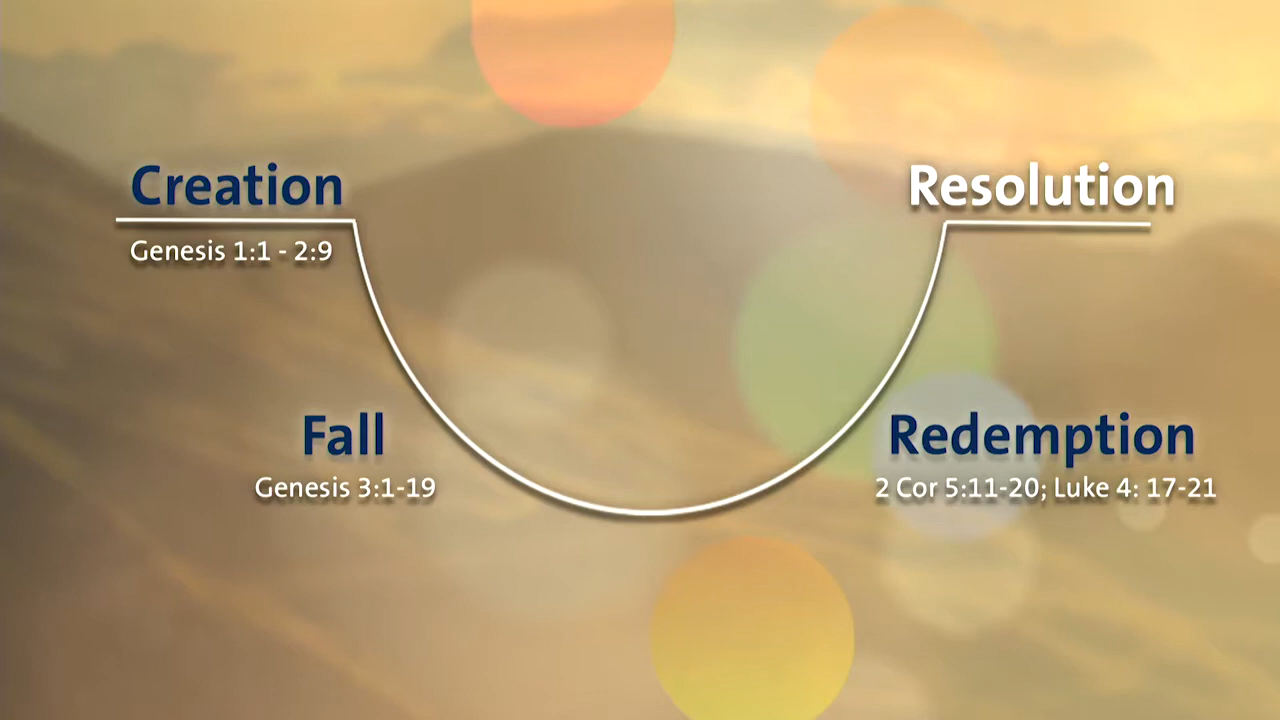 Creation
Genesis 1:1 - 2:9
Resolution
Fall
Genesis 3:1-19
Redemption
2 Cor 5:11-20; Luke 4: 17-21